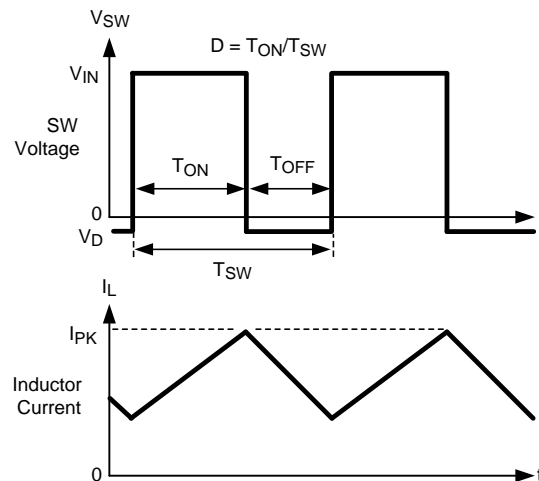 VSW
D = TON/TSW
VIN
SW
Voltage
TON
TOFF
0
VD
TSW
IL
IPK
Inductor
Current
0
t